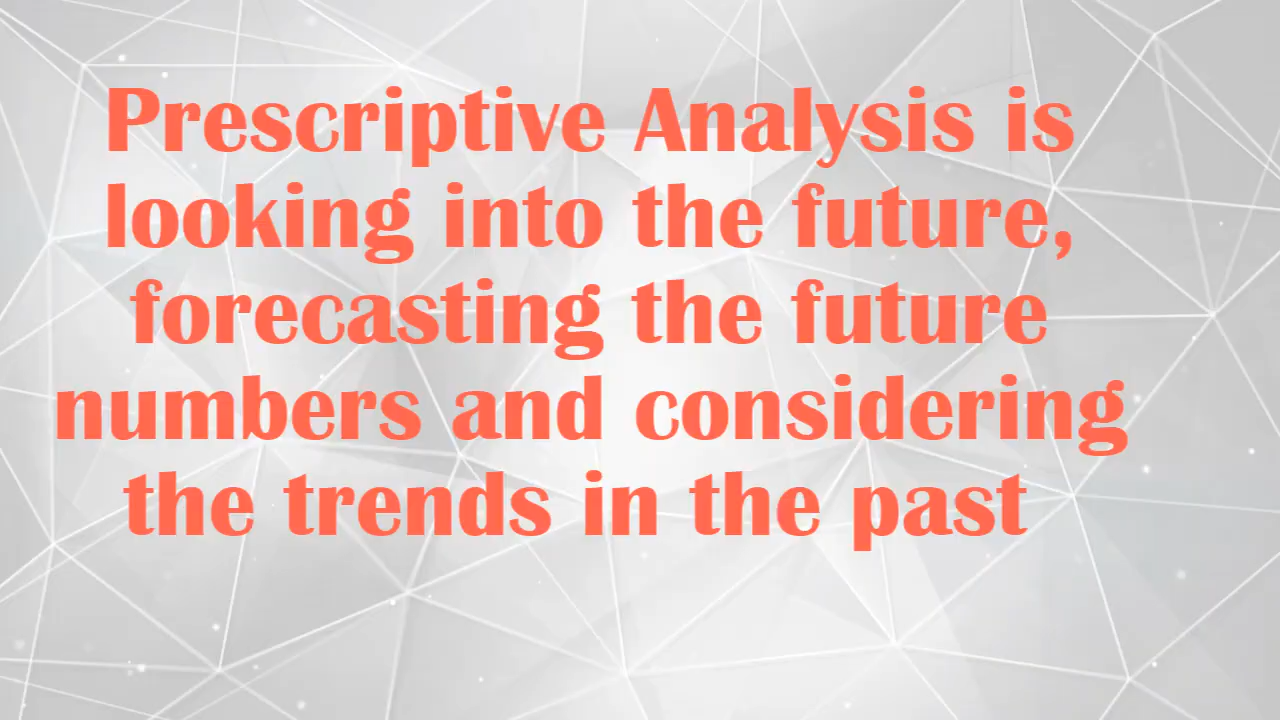 Prescriptive Analysis is
looking into the future,
forecasting the future
numbers and considering
the trends in the past